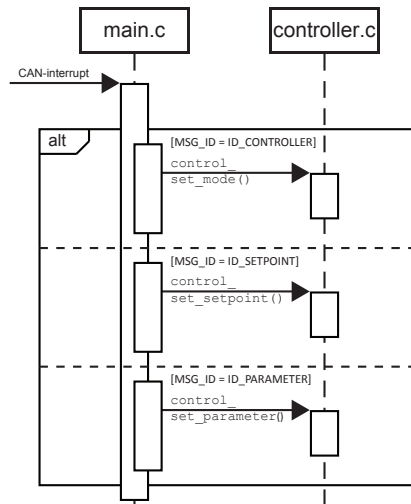 main.c
controller.c
CAN-interrupt
alt
[MSG_ID = ID_CONTROLLER]
control_
set_mode()
[MSG_ID = ID_SETPOINT]
control_
set_setpoint()
[MSG_ID = ID_PARAMETER]
control_
set_parameter()